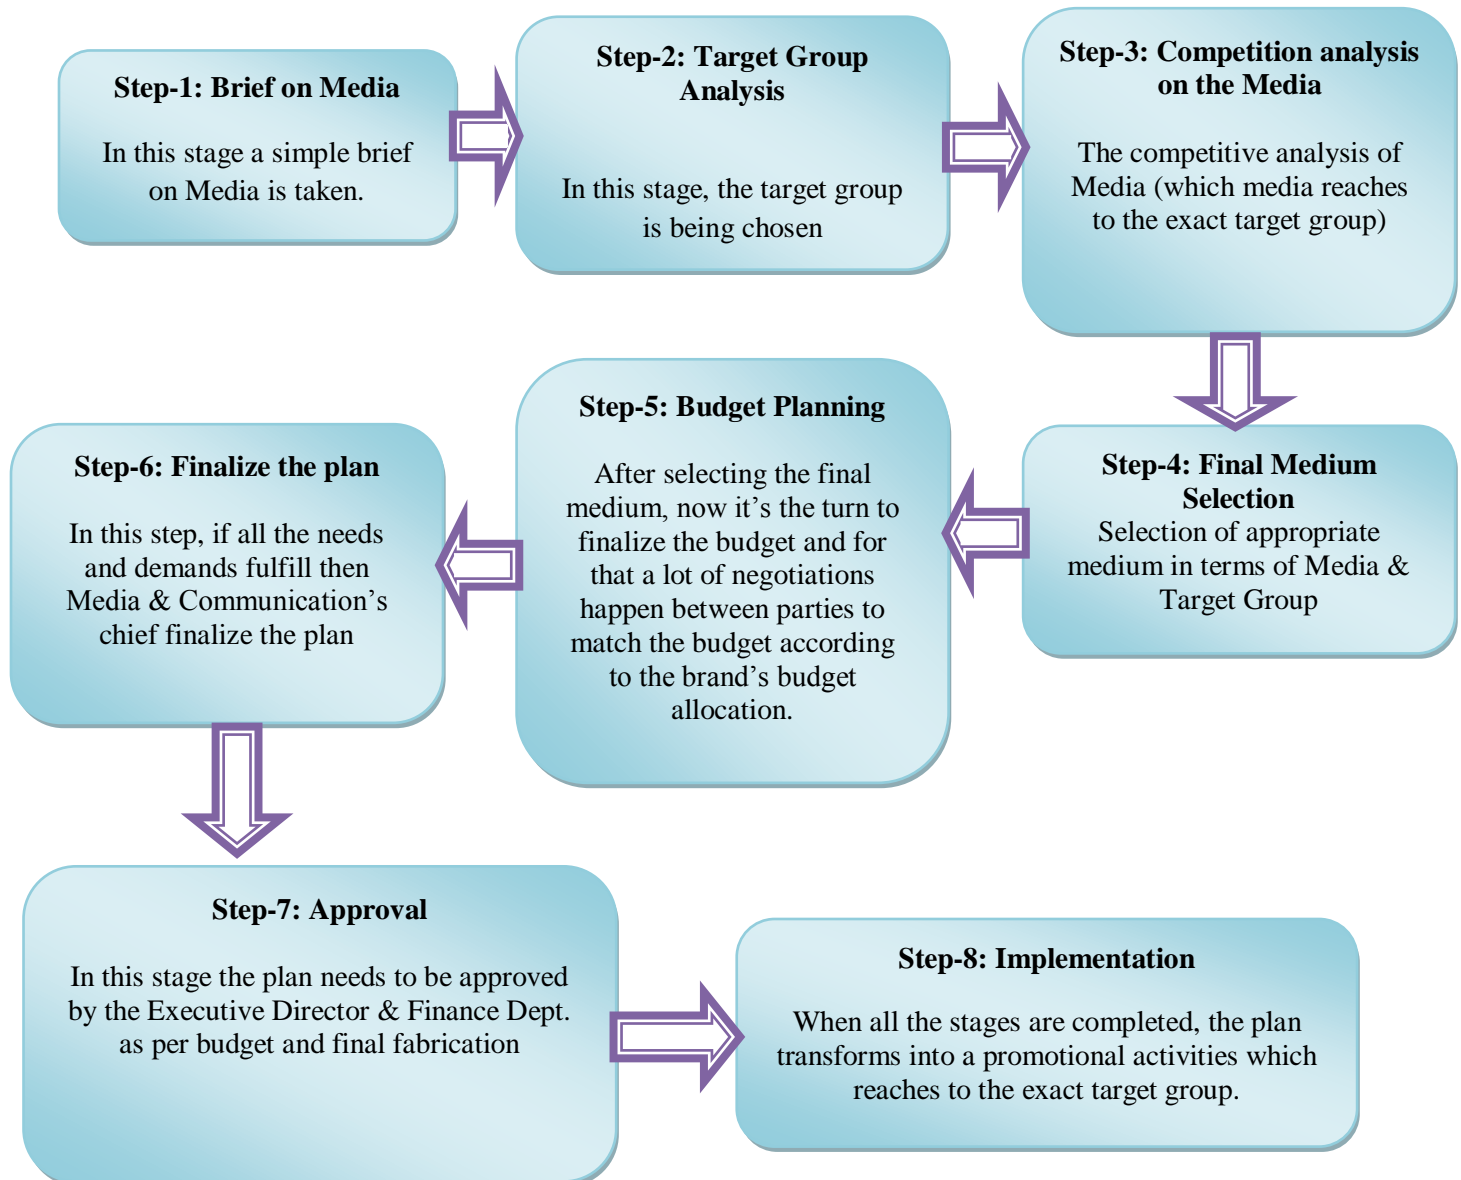 Step-1: Brief on Media
In this stage a simple brief
on Media is taken.
Step-2: Target Group
Analysis
In this stage, the target group
is being chosen
Step-3: Competition analysis
on the Media
The competitive analysis of
Media (which media reaches
to the exact target group)
Step-4: Final Medium
Selection
Selection of appropriate
medium in terms of Media &
Target Group
Step-5: Budget Planning
After selecting the final
medium, now it’s the turn to
finalize the budget and for
that a lot of negotiations
happen between parties to
match the budget according
to the brand’s budget
allocation.
Step-6: Finalize the plan
In this step, if all the needs
and demands fulfill then
Media & Communication’s
chief finalize the plan
Step-7: Approval
In this stage the plan needs to be approved
by the Executive Director & Finance Dept.
as per budget and final fabrication
Step-8: Implementation
When all the stages are completed, the plan
transforms into a promotional activities which
reaches to the exact target group.